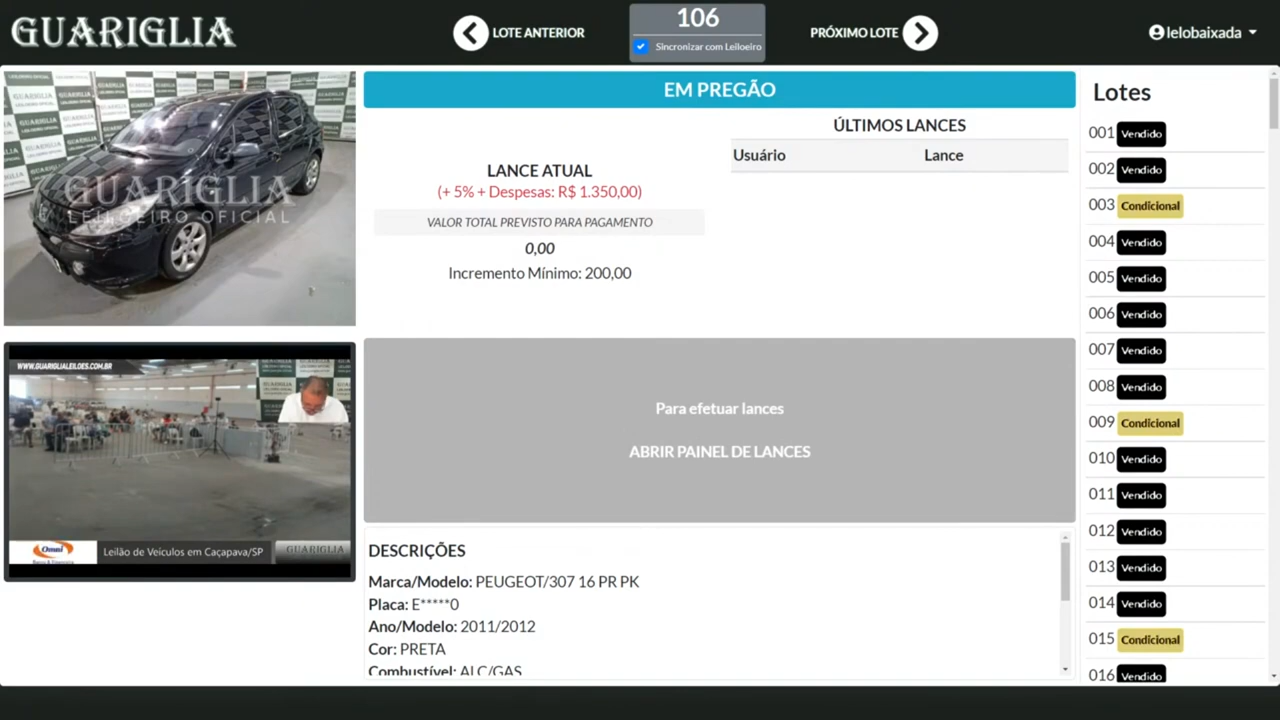 GUARIGLIA
LOTE ANTERIOR
106
Sincronizar com Leiloeiro
PRÓXIMO LOTE
lelobaixada
GUARIGLIA
LEILOEIRO OFICIAL
EM PREGÃO
LANCE ATUAL
(+ 5% + Despesas: R$ 1.350,00)
VALOR TOTAL PREVISTO PARA PAGAMENTO
0,00
Incremento Mínimo: 200,00
ÚLTIMOS LANCES
Usuário Lance
Para efetuar lances
ABRIR PAINEL DE LANCES
WWW.GUARIGLIALEILOES.COM.BR
GUARIGLIA
Omni
Leilão de Veículos em Caçapava/SP
GUARIGLIA
DESCRIÇÕES
Marca/Modelo: PEUGEOT/307 16 PR PK
Placa: E*****0
Ano/Modelo: 2011/2012
Cor: PRETA
Combustível: ALC/GAS
Lotes
001 Vendido
002 Vendido
003 Condicional
004 Vendido
005 Vendido
006 Vendido
007 Vendido
008 Vendido
009 Condicional
010 Vendido
011 Vendido
012 Vendido
013 Vendido
014 Vendido
015 Condicional
016 Vendido